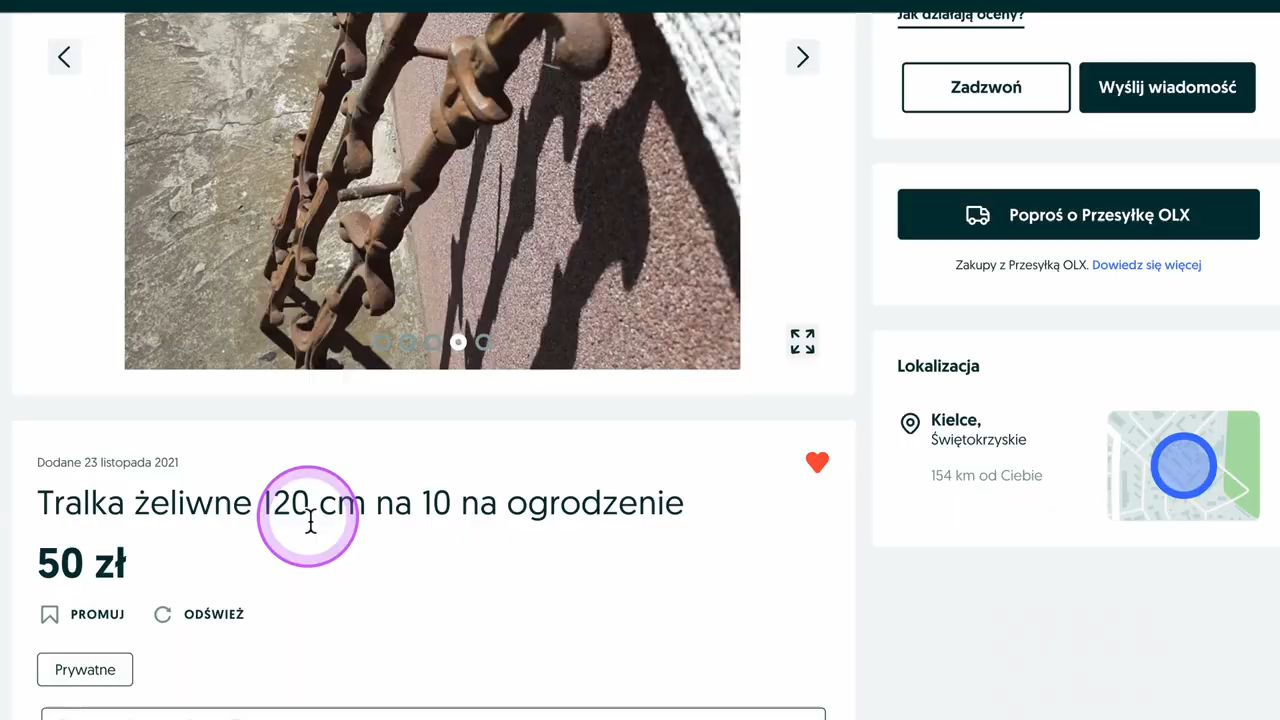 Jak działają oceny?
Zadzwoń
Wyślij wiadomość
Poproś o Przesyłkę OLX
Zakupy z Przesyłką OLX. Dowiedz się więcej
Lokalizacja
Kielce,
Świętokrzyskie
154 km od Ciebie
Dodane 23 listopada 2021
Tralka żeliwne 120 cm na 10 na ogrodzenie
50 zł
PROMUJ
ODŚWIEŻ
Prywatne